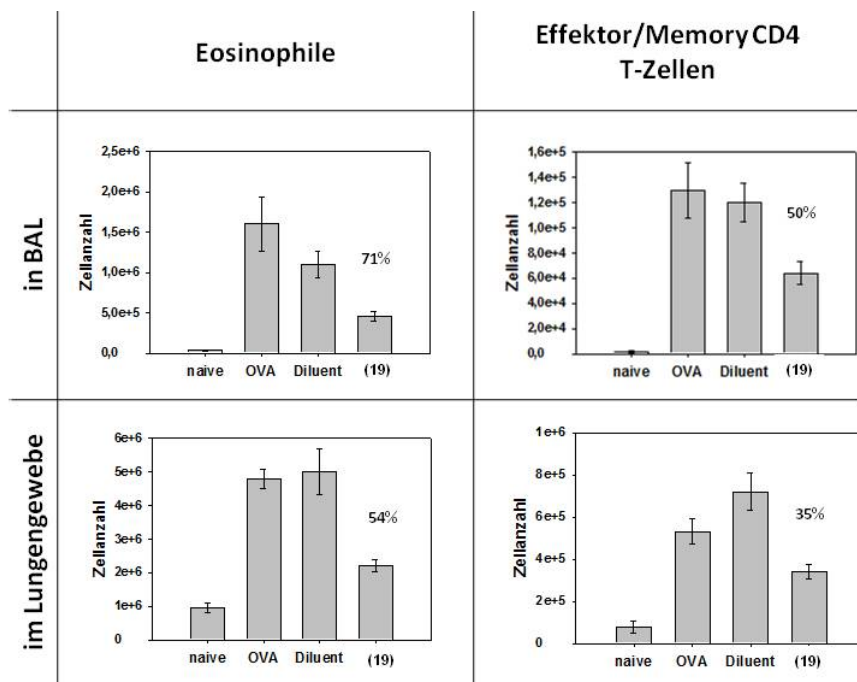 Eosinophile
Effektor/Memory CD4
T-Zellen
in BAL
Zellanzahl
2,5e+6
2,0e+6
1,5e+6
1,0e+6
5,0e+5
0,0
71%
naive OVA Diluent (19)
Zellanzahl
1,6e+5
1,4e+5
1,2e+5
1,0e+5
8,0e+4
6,0e+4
4,0e+4
2,0e+4
0,0
50%
naive OVA Diluent (19)
im Lungengewebe
Zellanzahl
6e+6
5e+6
4e+6
3e+6
2e+6
1e+6
0
54%
naive OVA Diluent (19)
Zellanzahl
1e+6
8e+5
6e+5
4e+5
2e+5
0
35%
naive OVA Diluent (19)